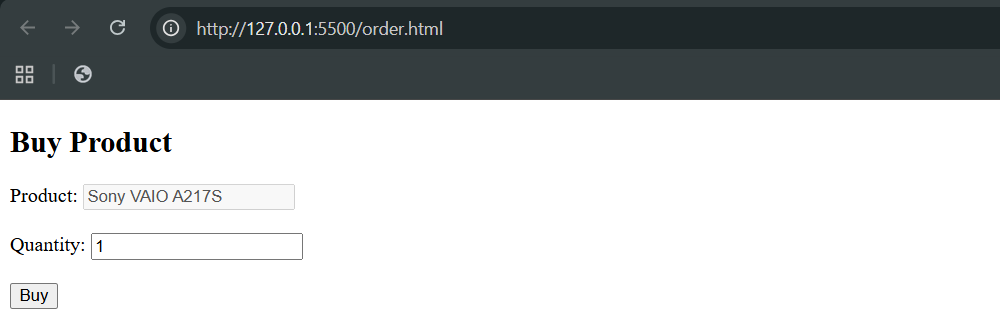 http://127.0.0.1:5500/order.html
Buy Product
Product: Sony VAIO A217S
Quantity: 1
Buy